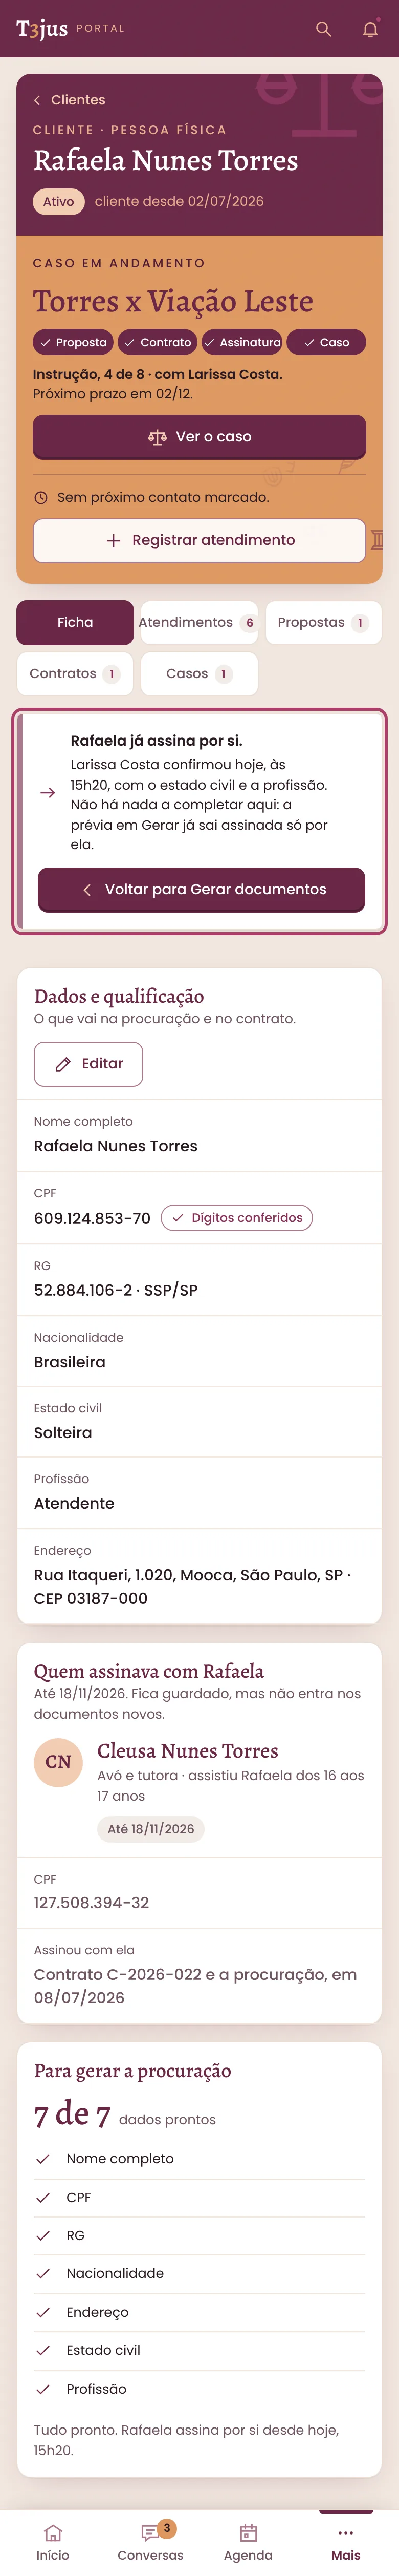 T3jus PORTAL
Clientes
CLIENTE · PESSOA FÍSICA
Rafaela Nunes Torres
Ativo cliente desde 02/07/2026
CASO EM ANDAMENTO
Torres x Viação Leste
Proposta Contrato Assinatura Caso
Instrução, 4 de 8 · com Larissa Costa.
Próximo prazo em 02/12.
Ver o caso
Sem próximo contato marcado.
Registrar atendimento
Ficha Atendimentos 6 Propostas 1
Contratos 1 Casos 1
Rafaela já assina por si.
Larissa Costa confirmou hoje, às
15h20, com o estado civil e a profissão.
Não há nada a completar aqui: a
prévia em Gerar já sai assinada só por
ela.
Voltar para Gerar documentos
Dados e qualificação
O que vai na procuração e no contrato.
Editar
Nome completo
Rafaela Nunes Torres
CPF
609.124.853-70 Dígitos conferidos
RG
52.884.106-2 · SSP/SP
Nacionalidade
Brasileira
Estado civil
Solteira
Profissão
Atendente
Endereço
Rua Itaqueri, 1.020, Mooca, São Paulo, SP ·
CEP 03187-000
Quem assinava com Rafaela
Até 18/11/2026. Fica guardado, mas não entra nos
documentos novos.
CN Cleusa Nunes Torres
Avó e tutora · assistiu Rafaela dos 16 aos
17 anos
Até 18/11/2026
CPF
127.508.394-32
Assinou com ela
Contrato C-2026-022 e a procuração, em
08/07/2026
Para gerar a procuração
7 de 7 dados prontos
Nome completo
CPF
RG
Nacionalidade
Endereço
Estado civil
Profissão
Tudo pronto. Rafaela assina por si desde hoje,
15h20.
3
Início Conversas Agenda Mais